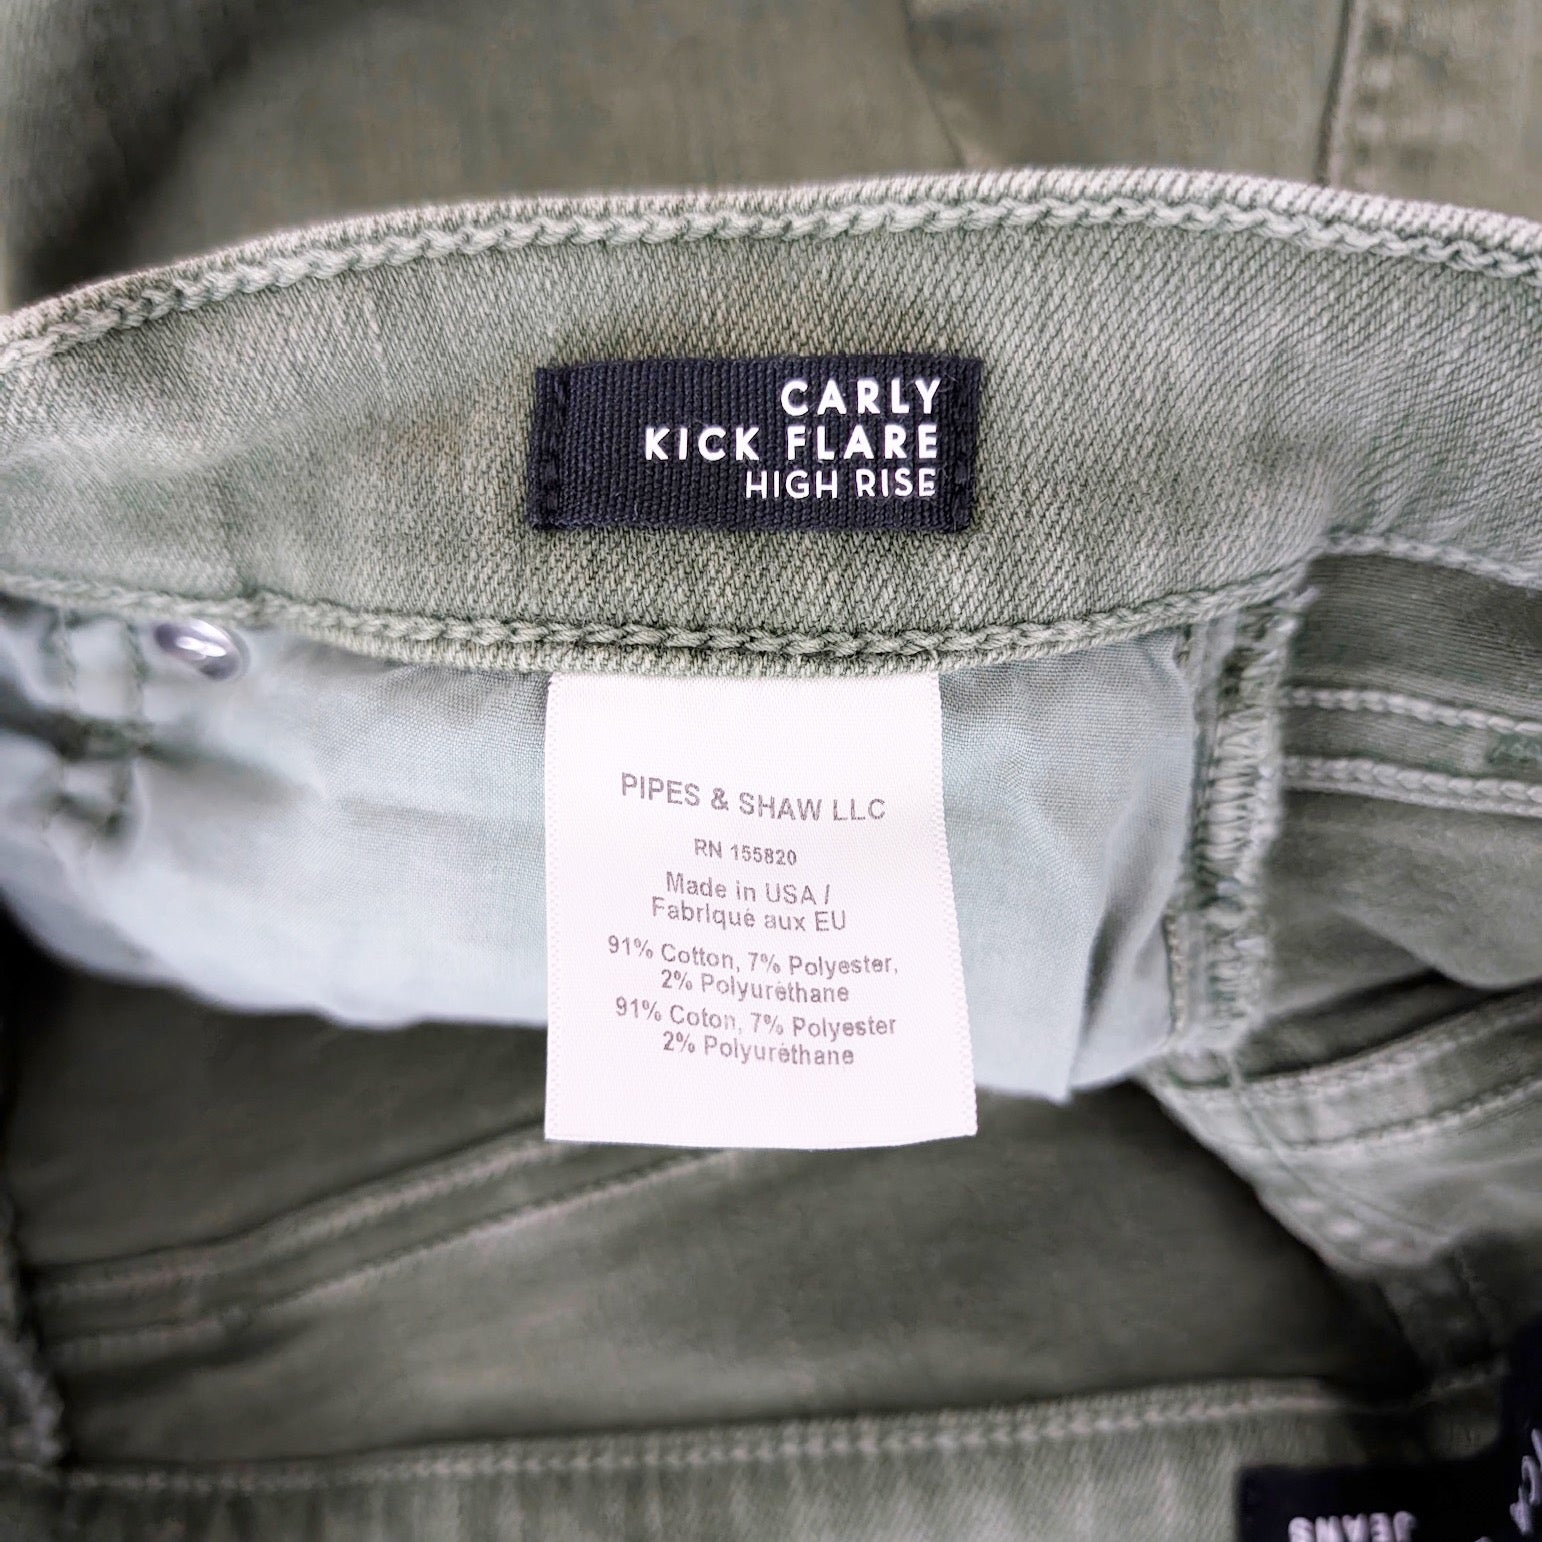 CARLY
KICK FLARE
HIGH RISE
PIPES & SHAW LLC
RN 155820
Made in USA /
Fabriqué aux EU
91% Cotton, 7% Polyester,
2% Polyuréthane
91% Coton, 7% Polyester
2% Polyuréthane
JEANS